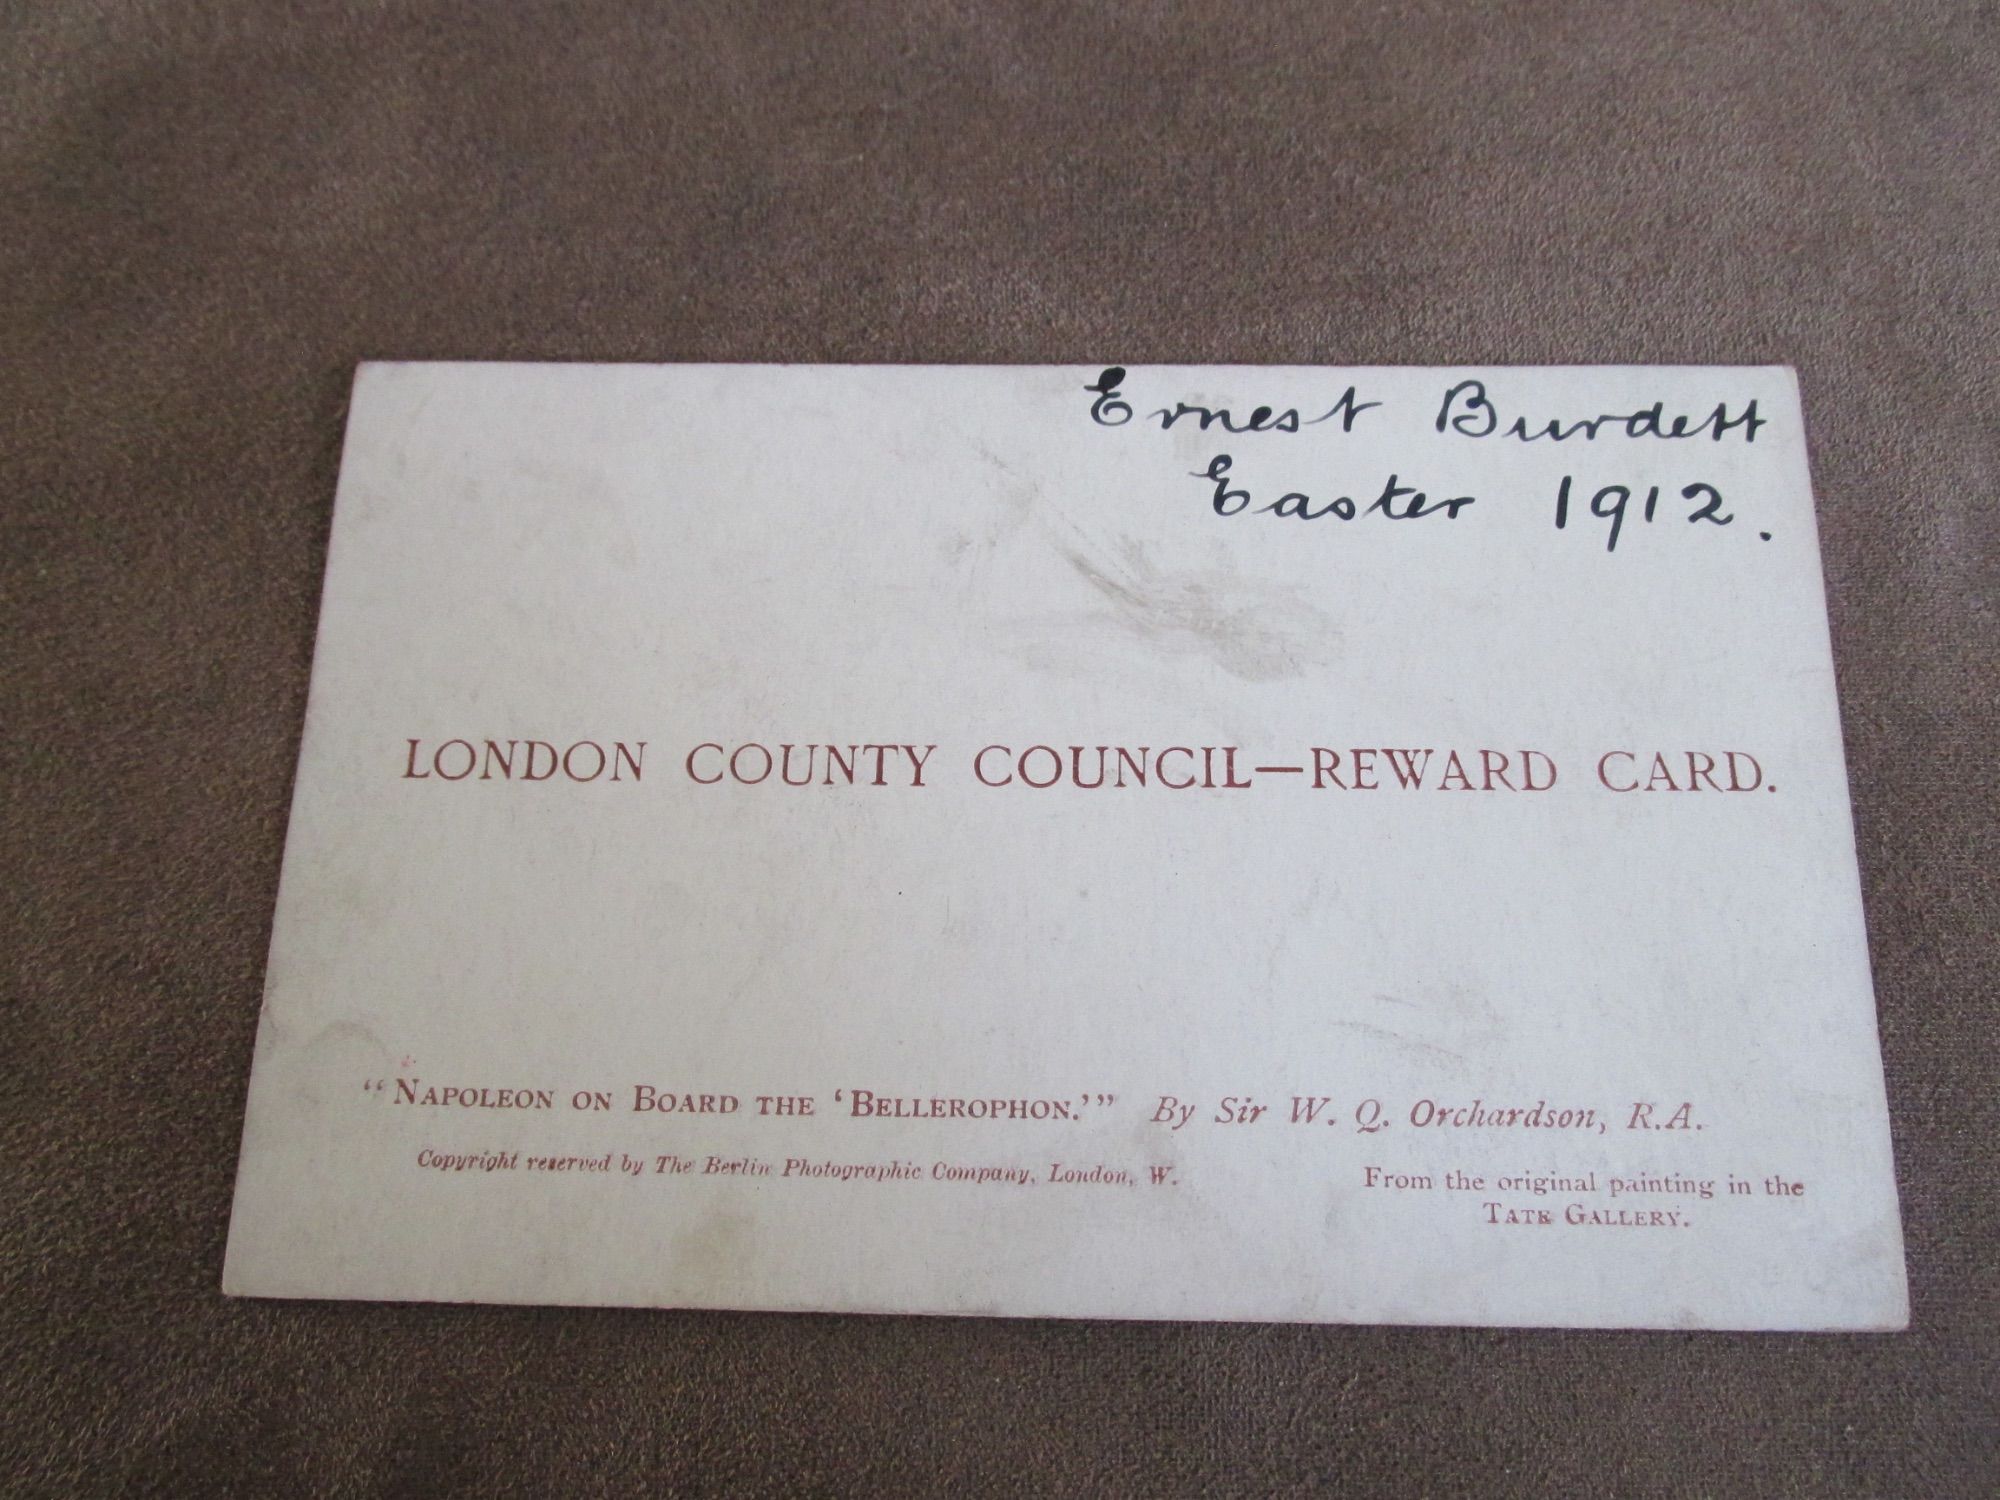 Ernest Burdett
Easter 1912.
LONDON COUNTY COUNCIL—REWARD CARD.
"NAPOLEON ON BOARD THE 'BELLEROPHON.'" By Sir W. Q. Orchardson, R.A.
Copyright reserved by The Berlin Photographic Company, London, W.
From the original painting in the
TATE GALLERY.